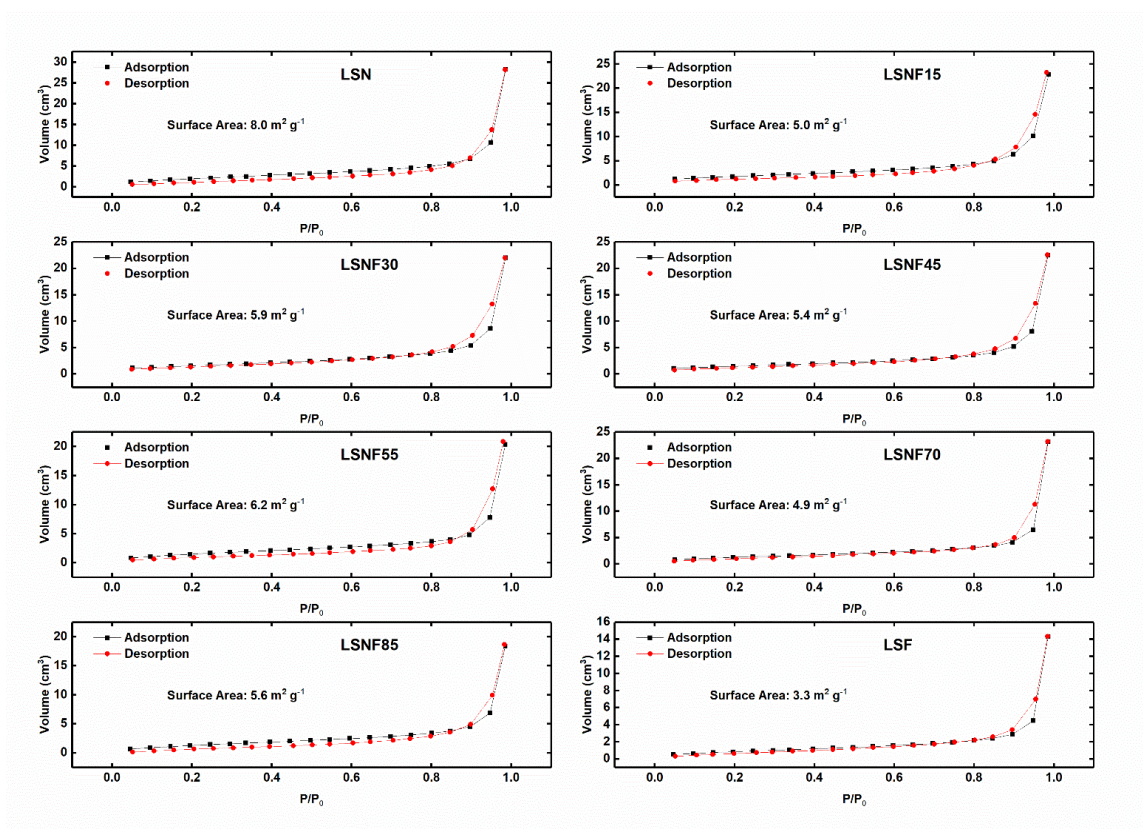 LSN
Adsorption
Desorption
Surface Area: 8.0 m² g⁻¹
Volume (cm³)
30
25
20
15
10
5
0
0.0 0.2 0.4 0.6 0.8 1.0
P/P₀
LSNF15
Adsorption
Desorption
Surface Area: 5.0 m² g⁻¹
Volume (cm³)
25
20
15
10
5
0
0.0 0.2 0.4 0.6 0.8 1.0
P/P₀
LSNF30
Adsorption
Desorption
Surface Area: 5.9 m² g⁻¹
Volume (cm³)
25
20
15
10
5
0
0.0 0.2 0.4 0.6 0.8 1.0
P/P₀
LSNF45
Adsorption
Desorption
Surface Area: 5.4 m² g⁻¹
Volume (cm³)
25
20
15
10
5
0
0.0 0.2 0.4 0.6 0.8 1.0
P/P₀
LSNF55
Adsorption
Desorption
Surface Area: 6.2 m² g⁻¹
Volume (cm³)
20
15
10
5
0
0.0 0.2 0.4 0.6 0.8 1.0
P/P₀
LSNF70
Adsorption
Desorption
Surface Area: 4.9 m² g⁻¹
Volume (cm³)
25
20
15
10
5
0
0.0 0.2 0.4 0.6 0.8 1.0
P/P₀
LSNF85
Adsorption
Desorption
Surface Area: 5.6 m² g⁻¹
Volume (cm³)
20
15
10
5
0
0.0 0.2 0.4 0.6 0.8 1.0
P/P₀
LSF
Adsorption
Desorption
Surface Area: 3.3 m² g⁻¹
Volume (cm³)
16
14
12
10
8
6
4
2
0
0.0 0.2 0.4 0.6 0.8 1.0
P/P₀